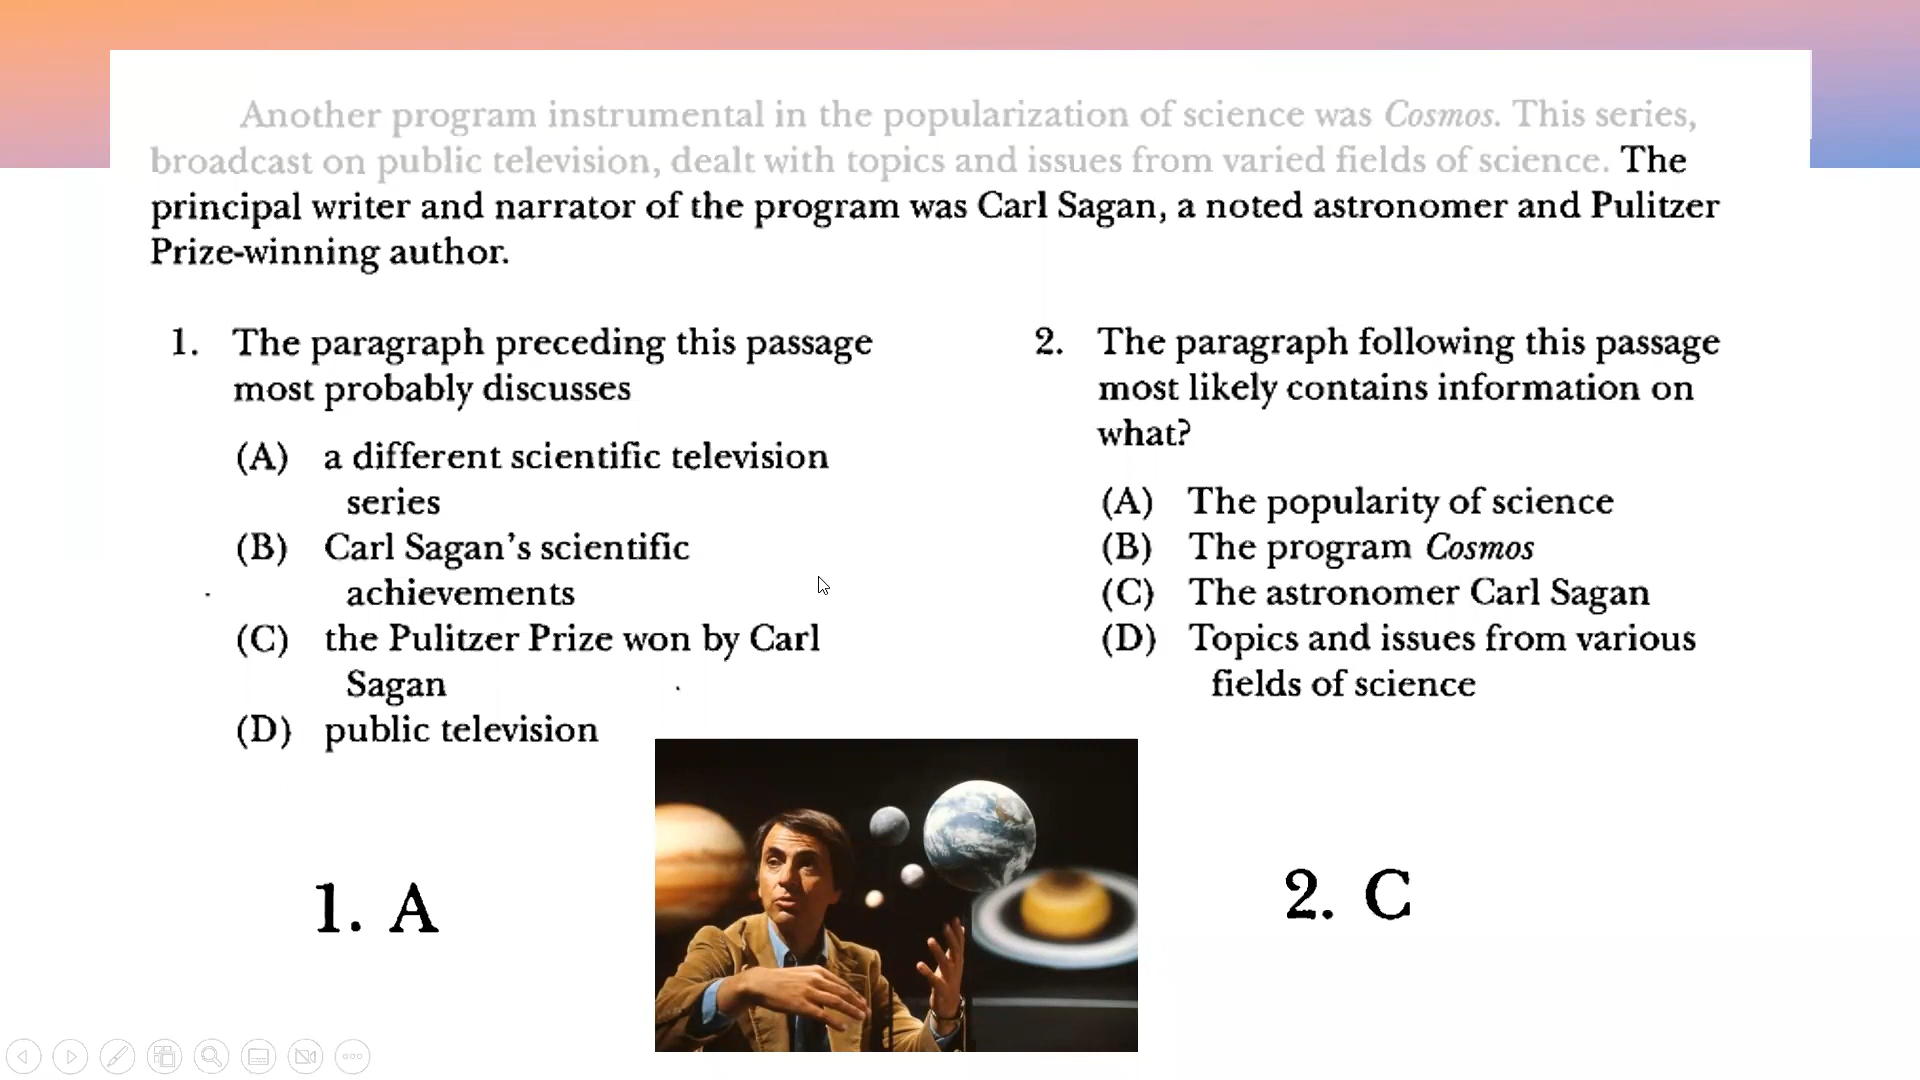 Another program instrumental in the popularization of science was Cosmos. This series,
broadcast on public television, dealt with topics and issues from varied fields of science. The
principal writer and narrator of the program was Carl Sagan, a noted astronomer and Pulitzer
Prize-winning author.
1. The paragraph preceding this passage
most probably discusses
(A) a different scientific television
series
(B) Carl Sagan's scientific
achievements
(C) the Pulitzer Prize won by Carl
Sagan
(D) public television
2. The paragraph following this passage
most likely contains information on
what?
(A) The popularity of science
(B) The program Cosmos
(C) The astronomer Carl Sagan
(D) Topics and issues from various
fields of science
1. A
2. C